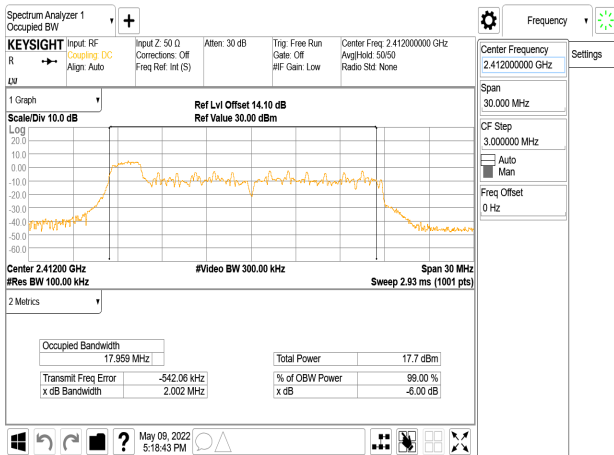 Spectrum Analyzer 1
Occupied BW
Frequency
KEYSIGHT
R
LXI
Input: RF
Coupling: DC
Align: Auto
Input Z: 50 Ω
Corrections: Off
Freq Ref: Int (S)
Atten: 30 dB
Trig: Free Run
Gate: Off
#IF Gain: Low
Center Freq: 2.412000000 GHz
Avg|Hold: 50/50
Radio Std: None
Center Frequency
2.412000000 GHz
Settings
Span
30.000 MHz
CF Step
3.000000 MHz
Auto
Man
Freq Offset
0 Hz
1 Graph
Scale/Div 10.0 dB
Ref Lvl Offset 14.10 dB
Ref Value 30.00 dBm
Log
20.0
10.0
0.00
-10.0
-20.0
-30.0
-40.0
-50.0
-60.0
Center 2.41200 GHz
#Video BW 300.00 kHz
Span 30 MHz
#Res BW 100.00 kHz
Sweep 2.93 ms (1001 pts)
2 Metrics
Occupied Bandwidth
17.959 MHz
Total Power 17.7 dBm
Transmit Freq Error -542.06 kHz
% of OBW Power 99.00 %
x dB Bandwidth 2.002 MHz
x dB -6.00 dB
?
May 09, 2022
5:18:43 PM